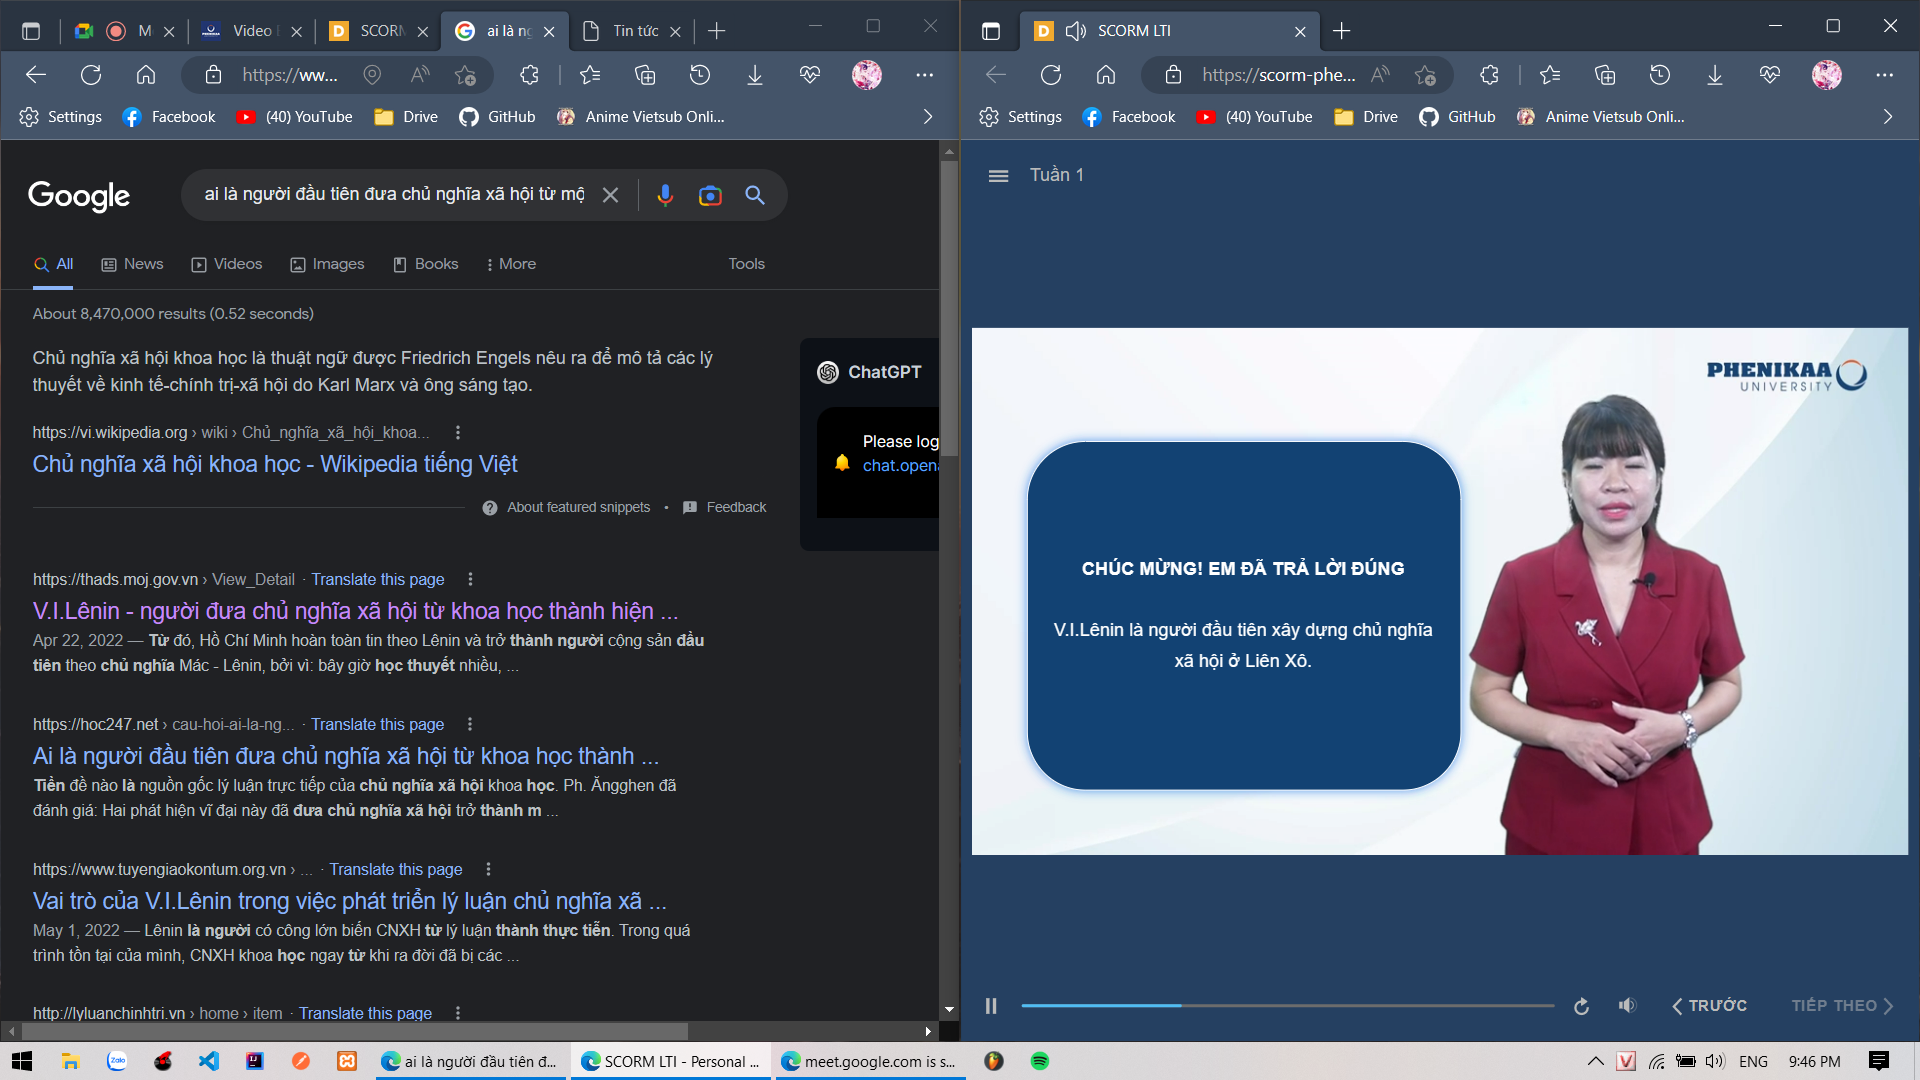 M
Video
SCORM
ai là ng
Tin tức
https://ww...
Settings
Facebook
(40) YouTube
Drive
GitHub
Anime Vietsub Onli...
Google
ai là người đầu tiên đưa chủ nghĩa xã hội từ mộ
All
News
Videos
Images
Books
More
Tools
About 8,470,000 results (0.52 seconds)
Chủ nghĩa xã hội khoa học là thuật ngữ được Friedrich Engels nêu ra để mô tả các lý
thuyết về kinh tế-chính trị-xã hội do Karl Marx và ông sáng tạo.
https://vi.wikipedia.org › wiki › Chủ_nghĩa_xã_hội_khoa...
Chủ nghĩa xã hội khoa học - Wikipedia tiếng Việt
About featured snippets • Feedback
ChatGPT
Please log
chat.opena
https://thads.moj.gov.vn › View_Detail · Translate this page
V.I.Lênin - người đưa chủ nghĩa xã hội từ khoa học thành hiện ...
Apr 22, 2022 — Từ đó, Hồ Chí Minh hoàn toàn tin theo Lênin và trở thành người cộng sản đầu
tiên theo chủ nghĩa Mác - Lênin, bởi vì: bây giờ học thuyết nhiều, ...
https://hoc247.net › cau-hoi-ai-la-ng... · Translate this page
Ai là người đầu tiên đưa chủ nghĩa xã hội từ khoa học thành ...
Tiền đề nào là nguồn gốc lý luận trực tiếp của chủ nghĩa xã hội khoa học. Ph. Ăngghen đã
đánh giá: Hai phát hiện vĩ đại này đã đưa chủ nghĩa xã hội trở thành m ...
https://www.tuyengiaokontum.org.vn › ... · Translate this page
Vai trò của V.I.Lênin trong việc phát triển lý luận chủ nghĩa xã ...
May 1, 2022 — Lênin là người có công lớn biến CNXH từ lý luận thành thực tiễn. Trong quá
trình tồn tại của mình, CNXH khoa học ngay từ khi ra đời đã bị các ...
http://lyluanchinhtri.vn › home › item · Translate this page
SCORM LTI
https://scorm-phe...
Settings
Facebook
(40) YouTube
Drive
GitHub
Anime Vietsub Onli...
Tuần 1
PHENIKAA
UNIVERSITY
CHÚC MỪNG! EM ĐÃ TRẢ LỜI ĐÚNG
V.I.Lênin là người đầu tiên xây dựng chủ nghĩa
xã hội ở Liên Xô.
TRƯỚC
TIẾP THEO
Zalo
ai là người đầu tiên đ...
SCORM LTI - Personal ...
meet.google.com is s...
ENG
9:46 PM